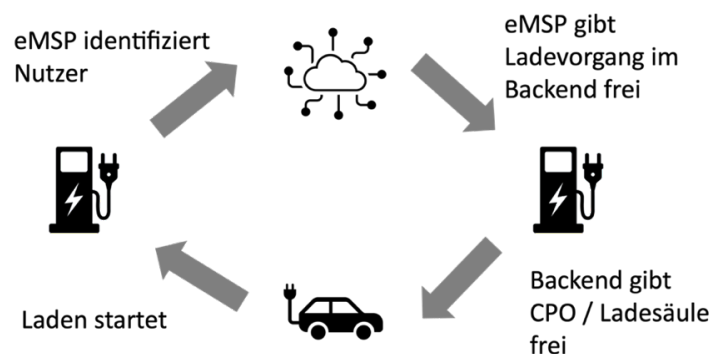 eMSP identifiziert
Nutzer
eMSP gibt
Ladevorgang im
Backend frei
Laden startet
Backend gibt
CPO / Ladesäule
frei